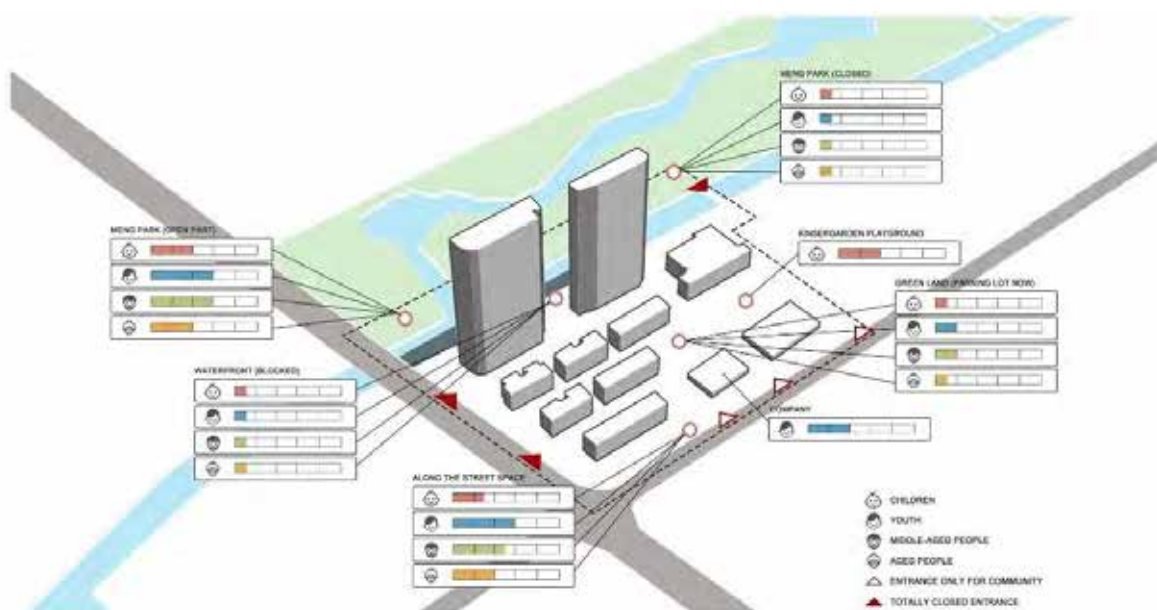 MENG PARK (CLOSED)
MENG PARK (OPEN PART)
KINDERGARDEN PLAYGROUND
GREEN LAND (PARKING LOT NOW)
WATERFRONT (BLOCKED)
COMPANY
ALONG THE STREET SPACE
CHILDREN
YOUTH
MIDDLE-AGED PEOPLE
AGED PEOPLE
ENTRANCE ONLY FOR COMMUNITY
TOTALLY CLOSED ENTRANCE